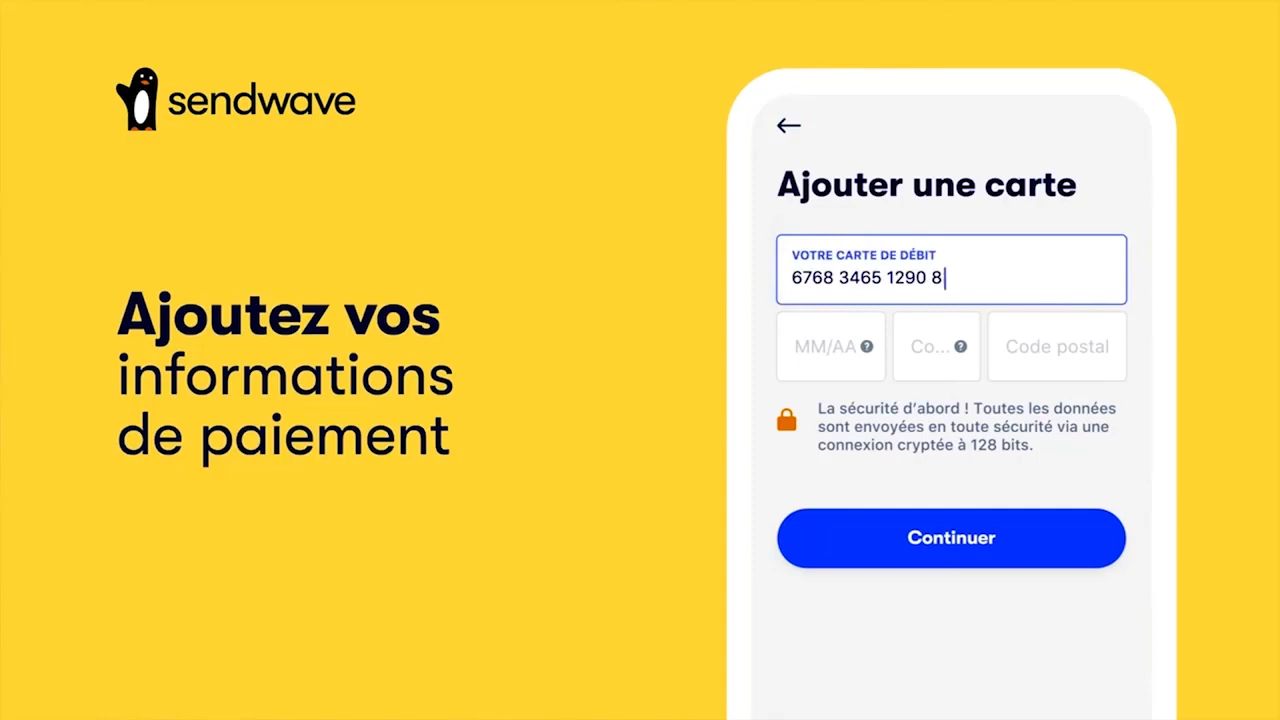 sendwave
Ajoutez vos
informations
de paiement
Ajouter une carte
VOTRE CARTE DE DÉBIT
6768 3465 1290 8
MM/AA ?
Co... ?
Code postal
La sécurité d'abord ! Toutes les données
sont envoyées en toute sécurité via une
connexion cryptée à 128 bits.
Continuer